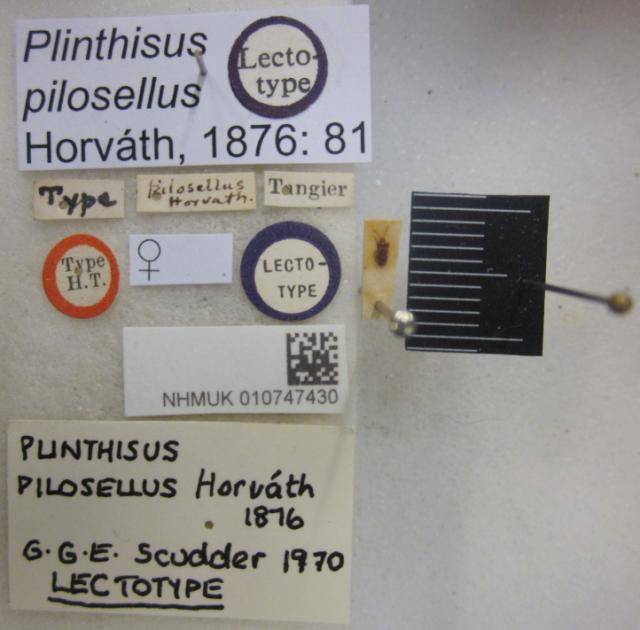 Plinthisus
pilosellus
Horváth, 1876: 81
Lecto-
type
Type
pilosellus
Horvath.
Tangier
Type
H.T.
♀
LECTO-
TYPE
NHMUK 010747430
PLINTHISUS
PILOSELLUS Horváth
1876
G.G.E. Scudder 1970
LECTOTYPE